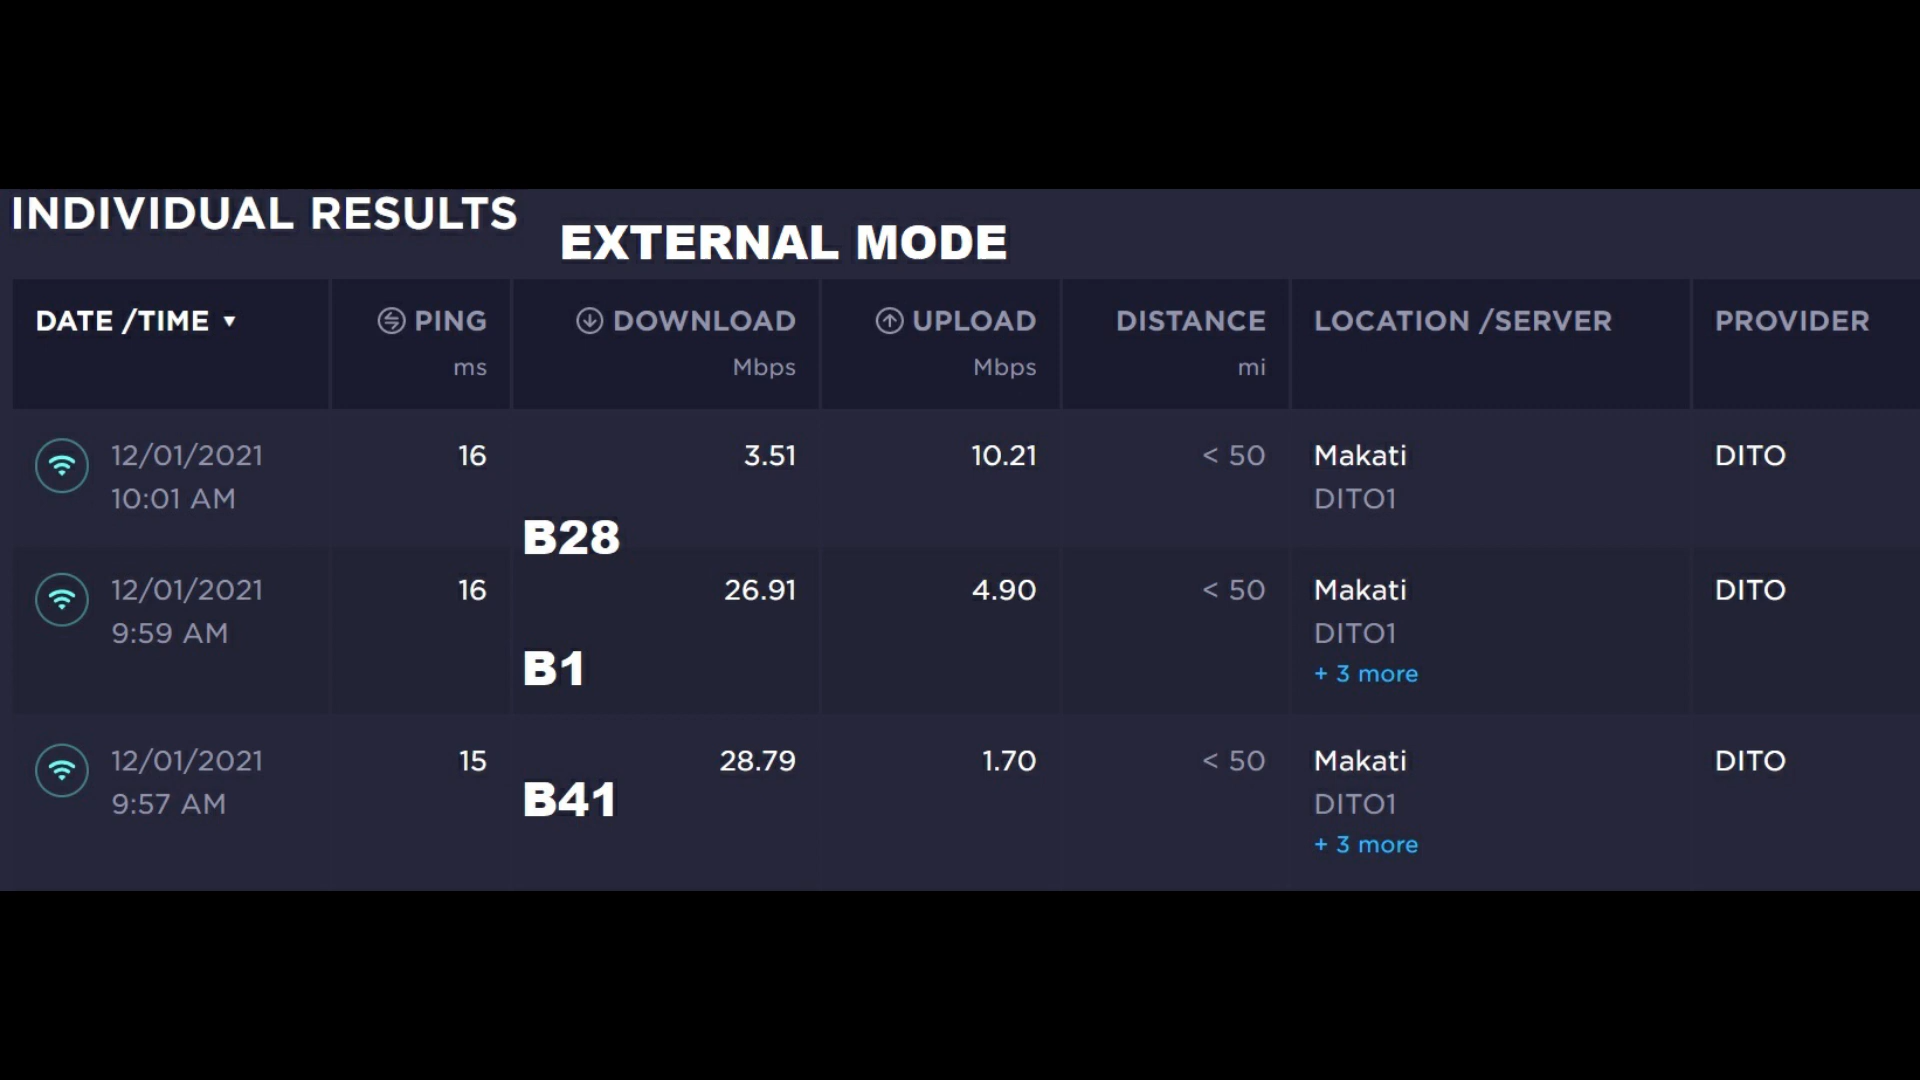 INDIVIDUAL RESULTS
EXTERNAL MODE
DATE /TIME ▼ PING DOWNLOAD UPLOAD DISTANCE LOCATION /SERVER PROVIDER
ms Mbps Mbps mi
12/01/2021 16 3.51 10.21 < 50 Makati DITO
10:01 AM DITO1
B28
12/01/2021 16 26.91 4.90 < 50 Makati DITO
9:59 AM DITO1
B1 + 3 more
12/01/2021 15 28.79 1.70 < 50 Makati DITO
9:57 AM B41 DITO1
+ 3 more